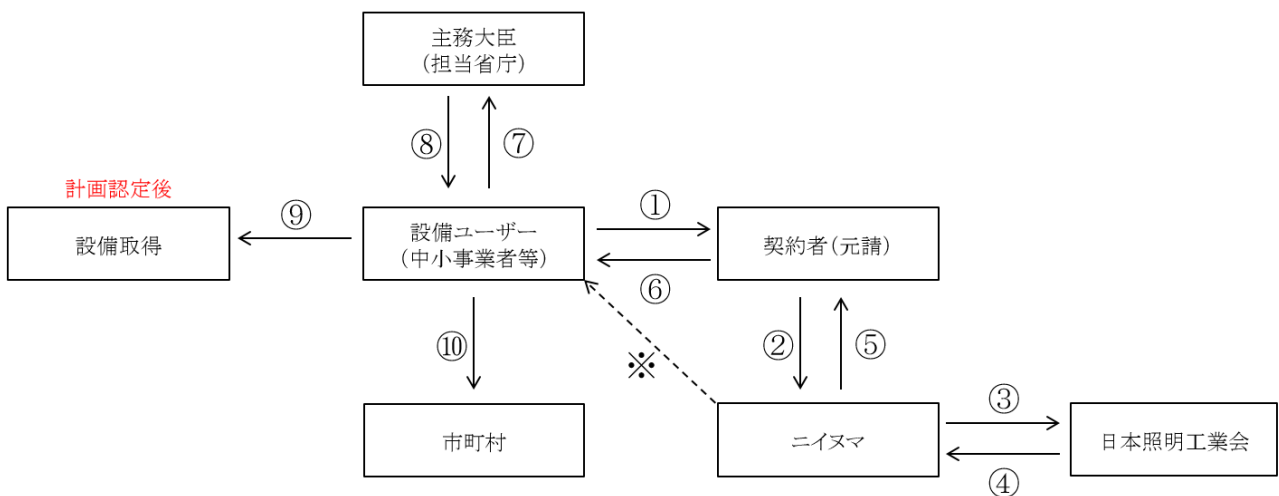 主務大臣
(担当省庁)
⑧
⑦
計画認定後
設備取得
⑨
設備ユーザー
(中小事業者等)
①
⑥
契約者(元請)
⑩
※
②
⑤
市町村
ニイヌマ
③
④
日本照明工業会